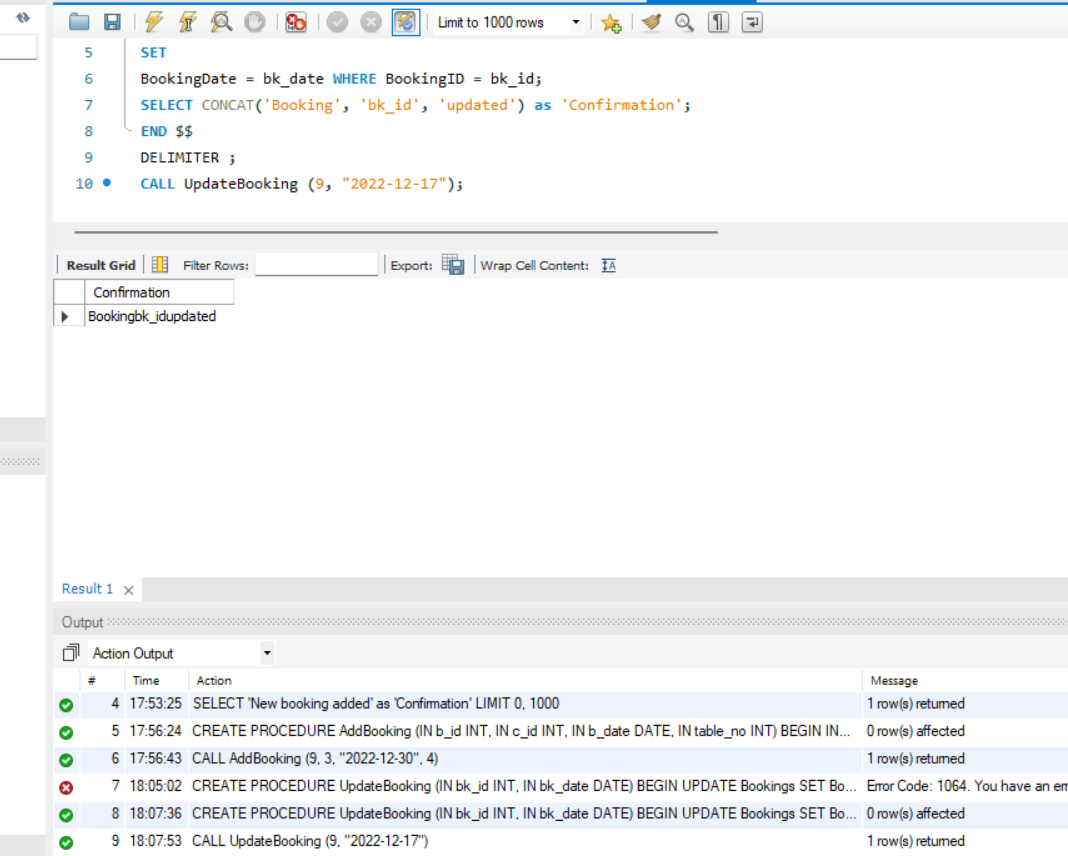 Limit to 1000 rows
5 SET
6 BookingDate = bk_date WHERE BookingID = bk_id;
7 SELECT CONCAT('Booking', 'bk_id', 'updated') as 'Confirmation';
8 END $$
9 DELIMITER ;
10 CALL UpdateBooking (9, "2022-12-17");
Result Grid Filter Rows: Export: Wrap Cell Content:
Confirmation
Bookingbk_idupdated
Result 1
Output
Action Output
# Time Action Message
4 17:53:25 SELECT 'New booking added' as 'Confirmation' LIMIT 0, 1000 1 row(s) returned
5 17:56:24 CREATE PROCEDURE AddBooking (IN b_id INT, IN c_id INT, IN b_date DATE, IN table_no INT) BEGIN IN... 0 row(s) affected
6 17:56:43 CALL AddBooking (9, 3, "2022-12-30", 4) 1 row(s) returned
7 18:05:02 CREATE PROCEDURE UpdateBooking (IN bk_id INT, IN bk_date DATE) BEGIN UPDATE Bookings SET Bo... Error Code: 1064. You have an err
8 18:07:36 CREATE PROCEDURE UpdateBooking (IN bk_id INT, IN bk_date DATE) BEGIN UPDATE Bookings SET Bo... 0 row(s) affected
9 18:07:53 CALL UpdateBooking (9, "2022-12-17") 1 row(s) returned